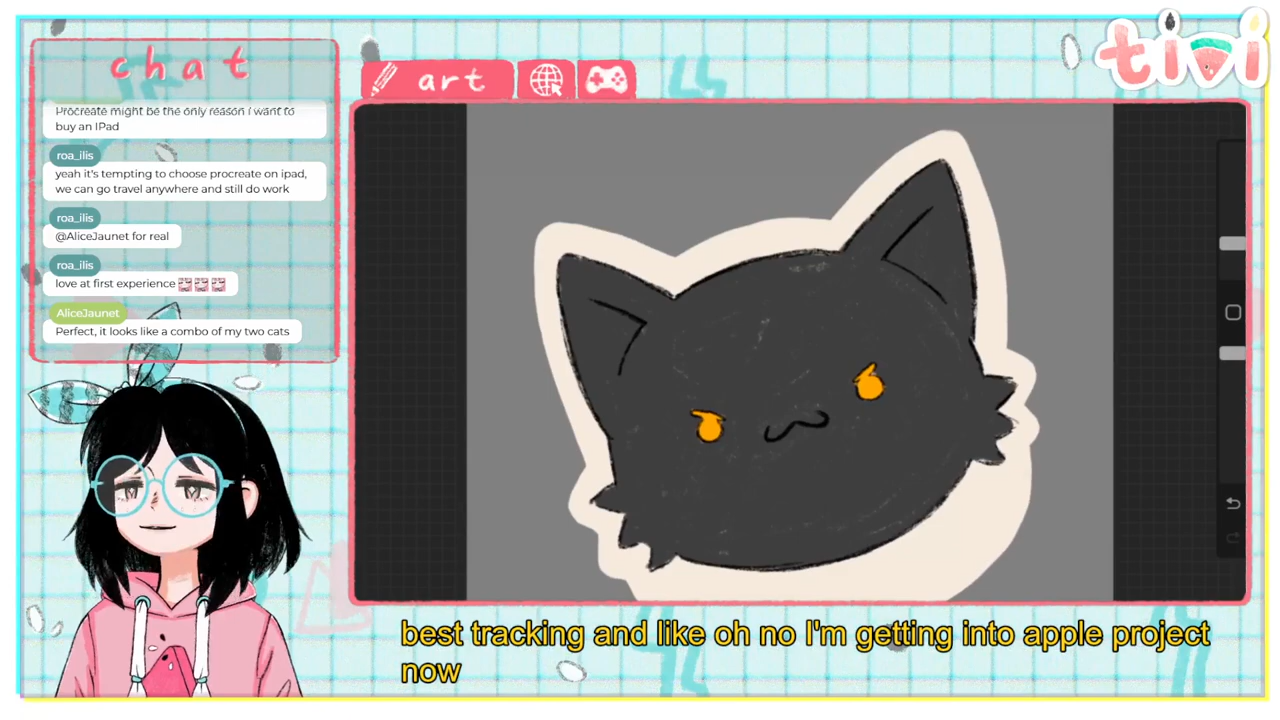 chat
Procreate might be the only reason I want to
buy an IPad
roa_ilis
yeah it's tempting to choose procreate on ipad,
we can go travel anywhere and still do work
roa_ilis
@AliceJaunet for real
roa_ilis
love at first experience
AliceJaunet
Perfect, it looks like a combo of my two cats
art
tivi
best tracking and like oh no I'm getting into apple project
now